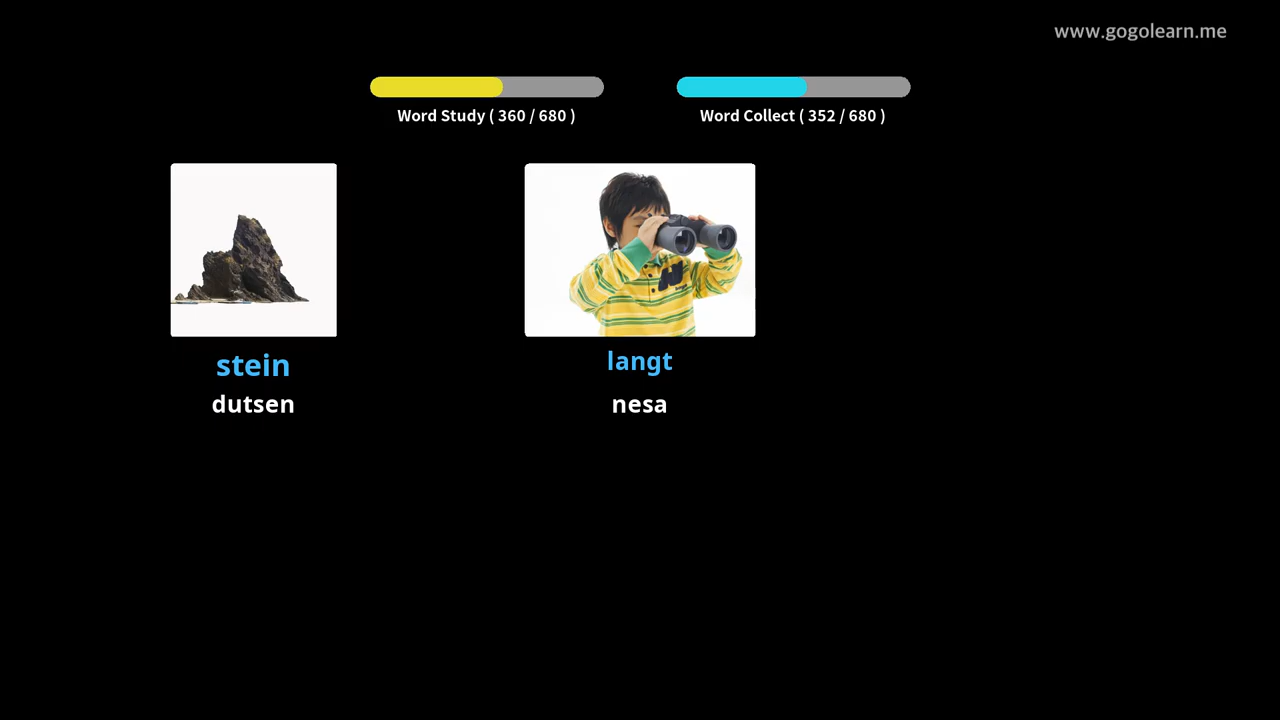 www.gogolearn.me
Word Study ( 360 / 680 )
Word Collect ( 352 / 680 )
stein
dutsen
langt
nesa